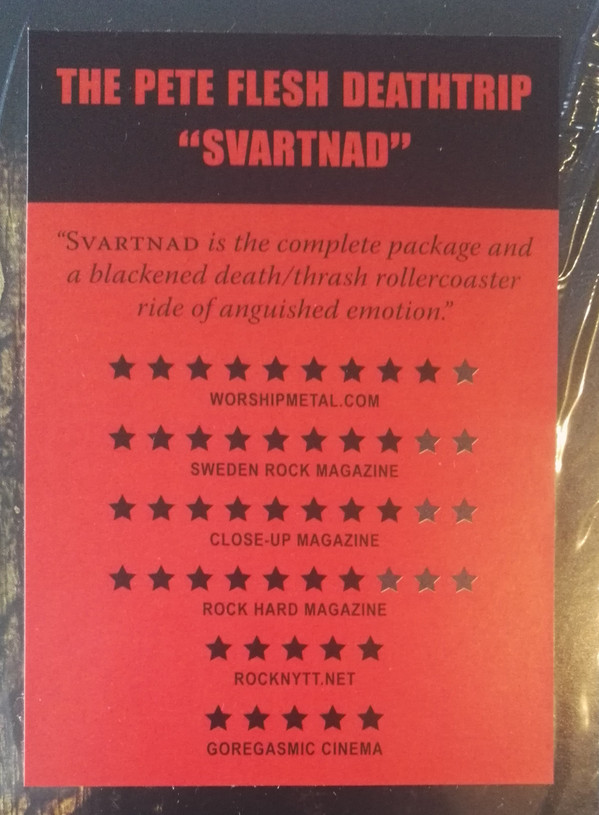 THE PETE FLESH DEATHTRIP
“SVARTNAD”
“SVARTNAD is the complete package and
a blackened death/thrash rollercoaster
ride of anguished emotion.”
WORSHIPMETAL.COM
SWEDEN ROCK MAGAZINE
CLOSE-UP MAGAZINE
ROCK HARD MAGAZINE
ROCKNYTT.NET
GOREGASMIC CINEMA